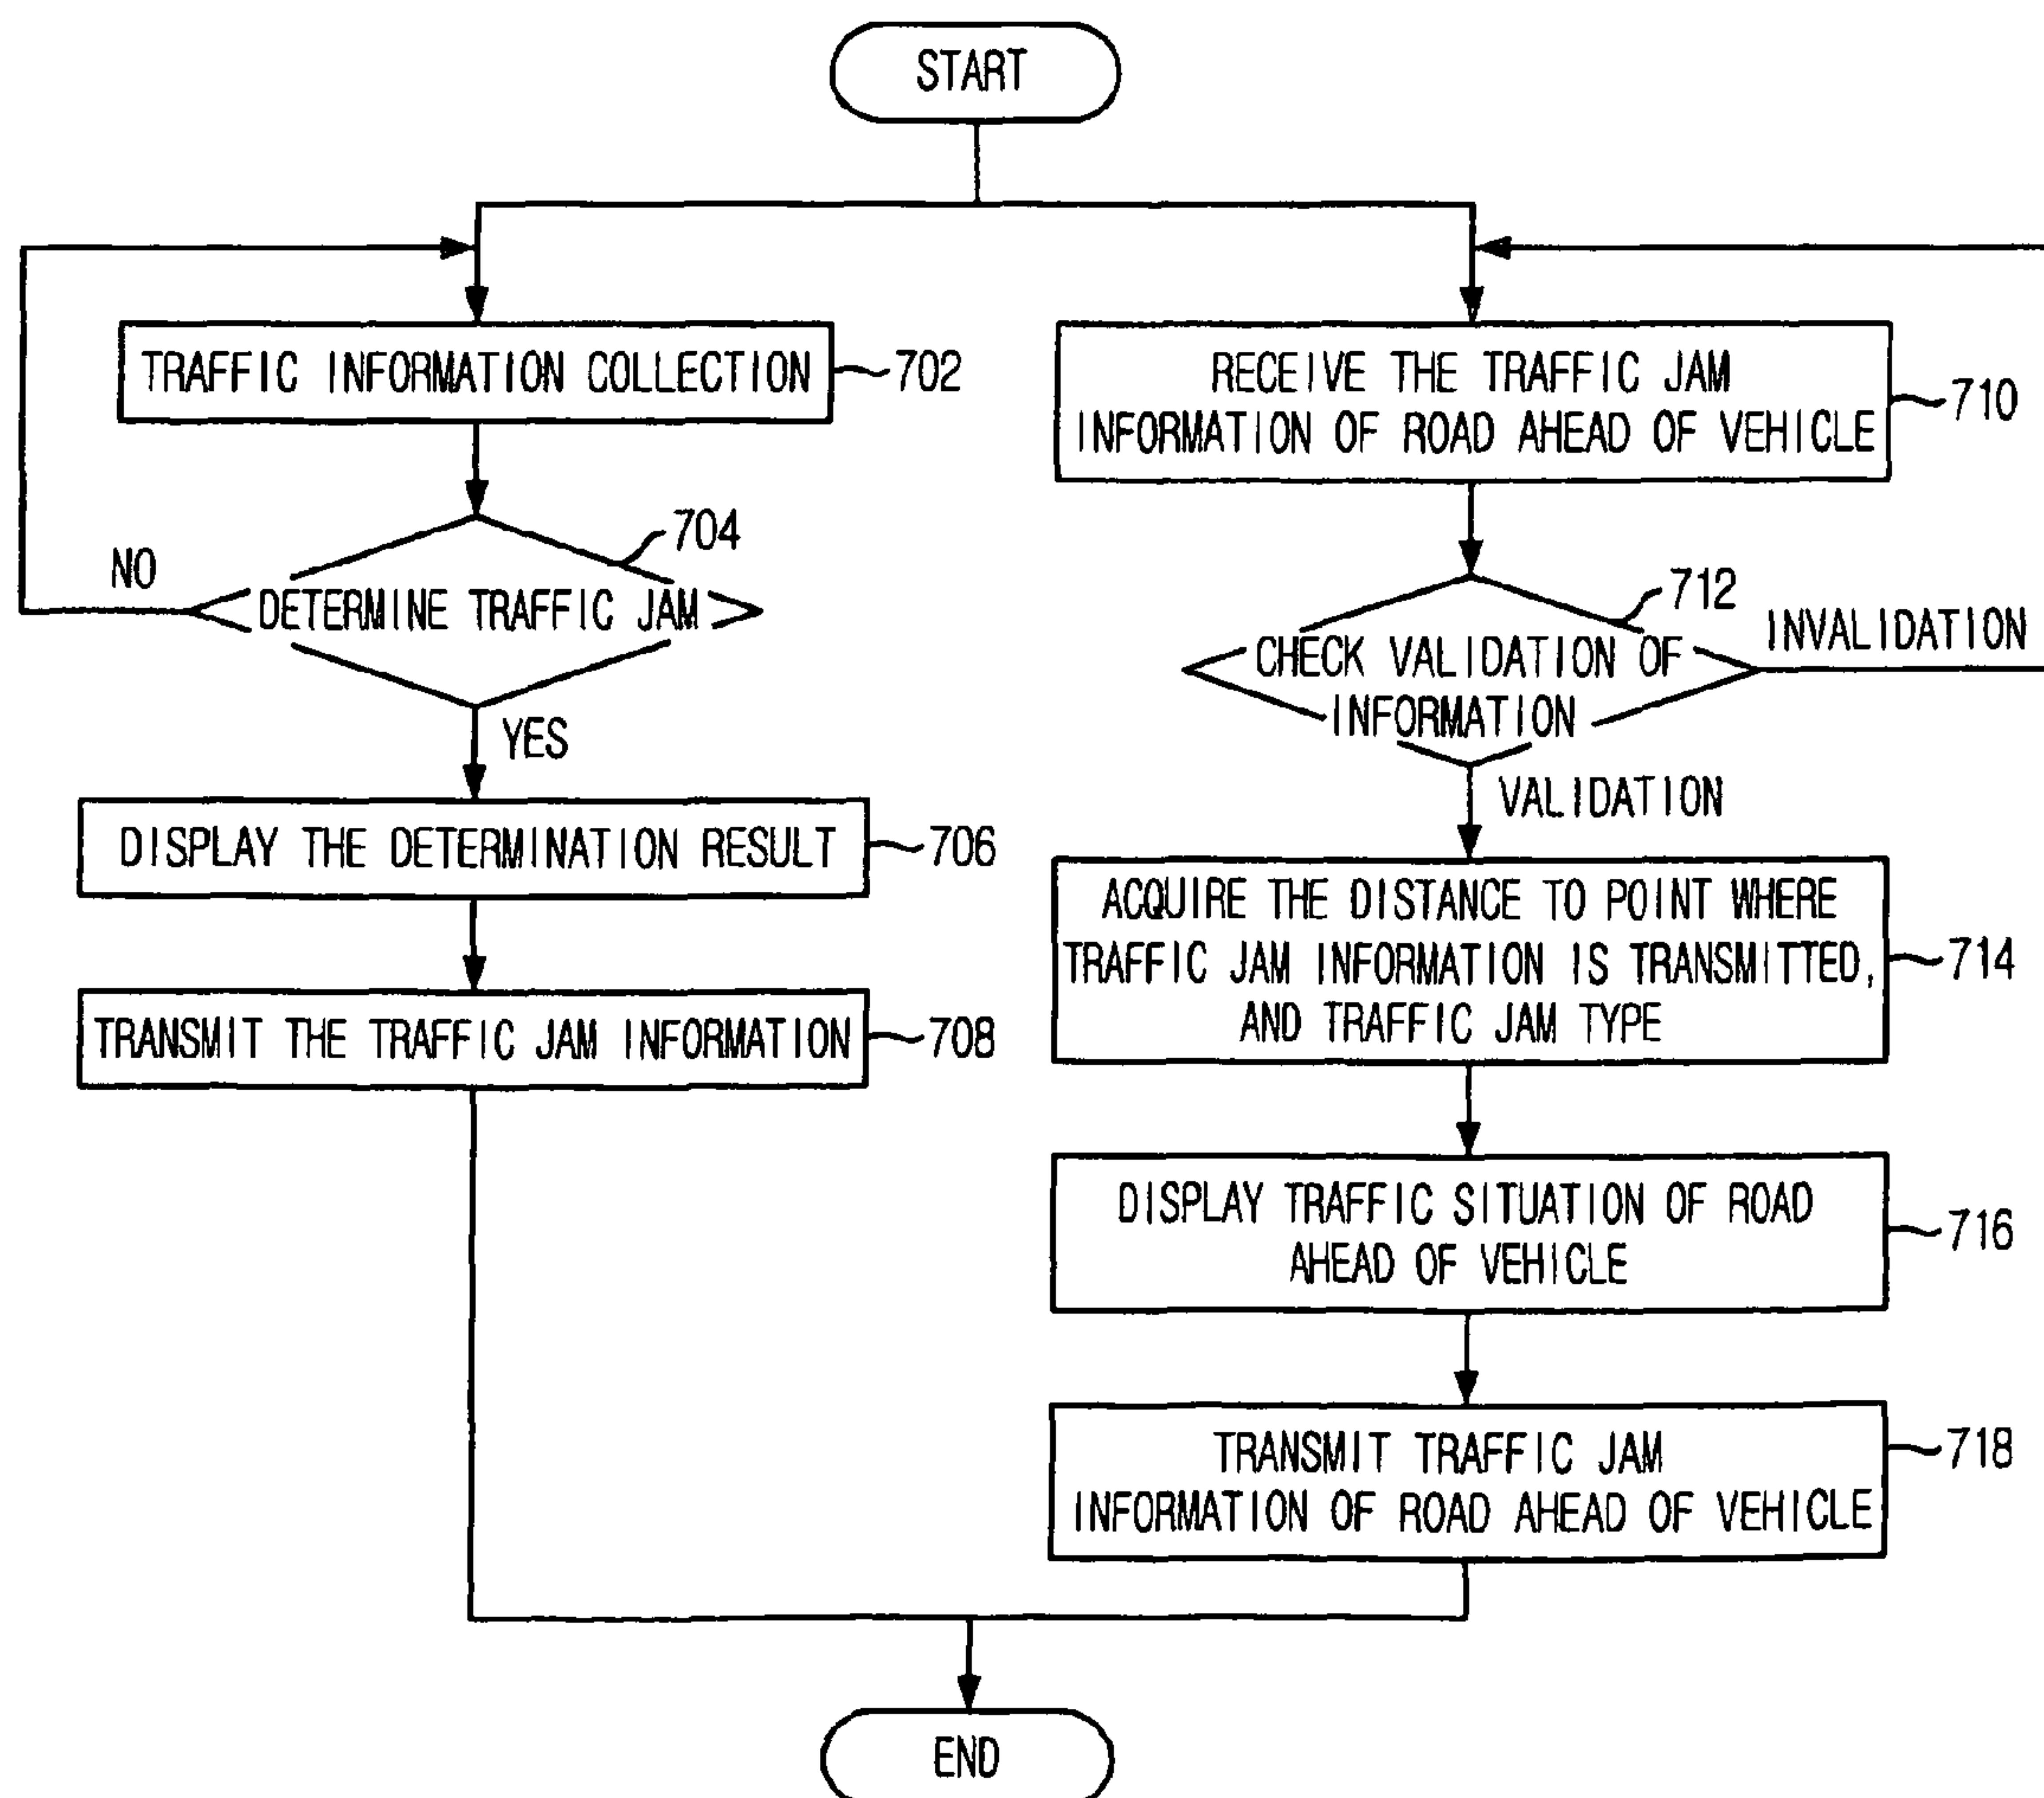 START
TRAFFIC INFORMATION COLLECTION
702
704
NO
DETERMINE TRAFFIC JAM
YES
DISPLAY THE DETERMINATION RESULT
706
TRANSMIT THE TRAFFIC JAM INFORMATION
708
RECEIVE THE TRAFFIC JAM
INFORMATION OF ROAD AHEAD OF VEHICLE
710
712
CHECK VALIDATION OF
INFORMATION
INVALIDATION
VALIDATION
ACQUIRE THE DISTANCE TO POINT WHERE
TRAFFIC JAM INFORMATION IS TRANSMITTED,
AND TRAFFIC JAM TYPE
714
DISPLAY TRAFFIC SITUATION OF ROAD
AHEAD OF VEHICLE
716
TRANSMIT TRAFFIC JAM
INFORMATION OF ROAD AHEAD OF VEHICLE
718
END